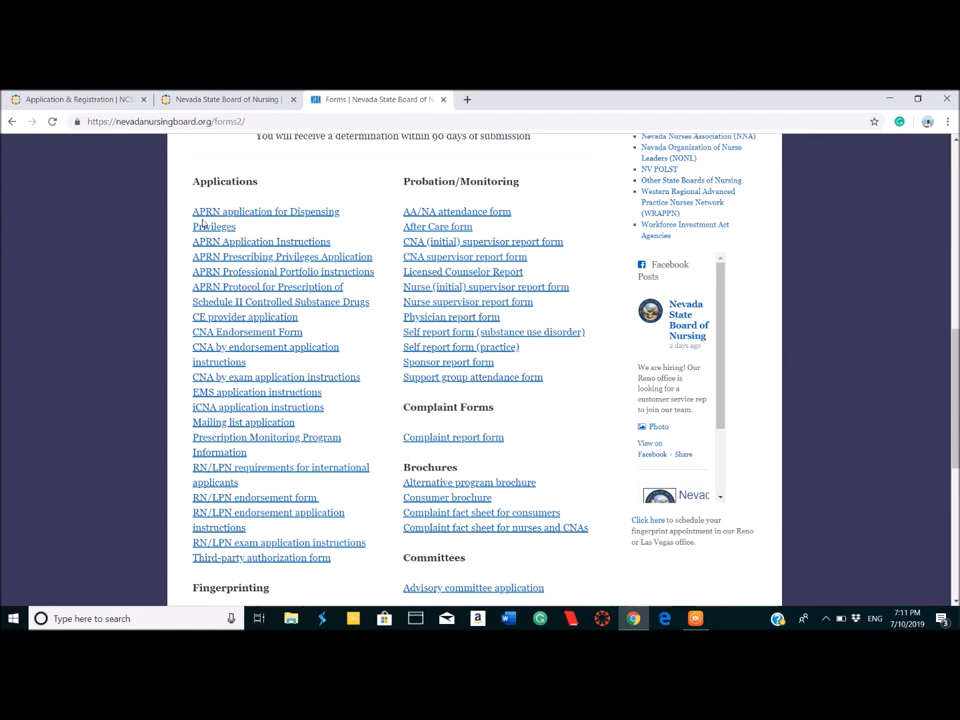 Application & Registration | NCS
Nevada State Board of Nursing |
Forms | Nevada State Board of N
https://nevadanursingboard.org/forms2/
You will receive a determination within 90 days of submission
Applications
APRN application for Dispensing
Privileges
APRN Application Instructions
APRN Prescribing Privileges Application
APRN Professional Portfolio instructions
APRN Protocol for Prescription of
Schedule II Controlled Substance Drugs
CE provider application
CNA Endorsement Form
CNA by endorsement application
instructions
CNA by exam application instructions
EMS application instructions
iCNA application instructions
Mailing list application
Prescription Monitoring Program
Information
RN/LPN requirements for international
applicants
RN/LPN endorsement form
RN/LPN endorsement application
instructions
RN/LPN exam application instructions
Third-party authorization form
Fingerprinting
Probation/Monitoring
AA/NA attendance form
After Care form
CNA (initial) supervisor report form
CNA supervisor report form
Licensed Counselor Report
Nurse (initial) supervisor report form
Nurse supervisor report form
Physician report form
Self report form (substance use disorder)
Self report form (practice)
Sponsor report form
Support group attendance form
Complaint Forms
Complaint report form
Brochures
Alternative program brochure
Consumer brochure
Complaint fact sheet for consumers
Complaint fact sheet for nurses and CNAs
Committees
Advisory committee application
Nevada Nurses Association (NNA)
Nevada Organization of Nurse
Leaders (NONL)
NV POLST
Other State Boards of Nursing
Western Regional Advanced
Practice Nurses Network
(WRAPPN)
Workforce Investment Act
Agencies
Facebook
Posts
Nevada
State
Board of
Nursing
2 days ago
We are hiring! Our
Reno office is
looking for a
customer service rep
to join our team.
Photo
View on
Facebook · Share
Nevad
Click here to schedule your
fingerprint appointment in our Reno
or Las Vegas office.
Type here to search
ENG
7:11 PM
7/10/2019